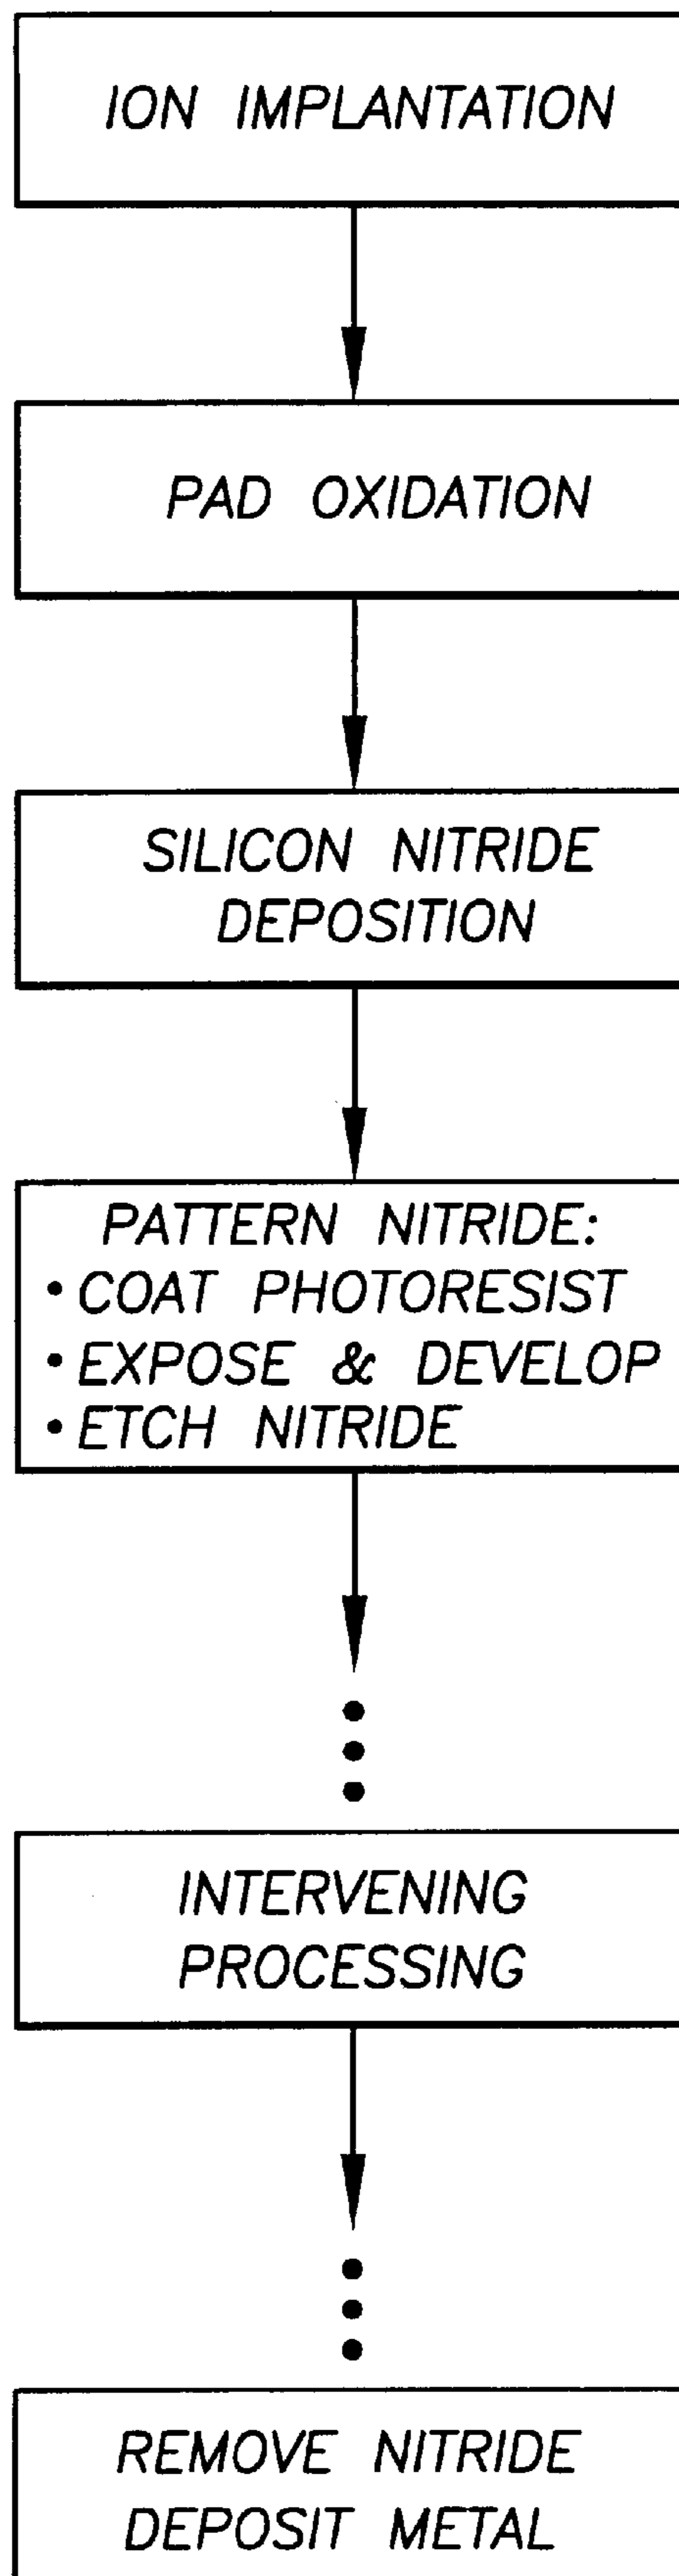 ION IMPLANTATION
PAD OXIDATION
SILICON NITRIDE
DEPOSITION
PATTERN NITRIDE:
• COAT PHOTORESIST
• EXPOSE & DEVELOP
• ETCH NITRIDE
INTERVENING
PROCESSING
REMOVE NITRIDE
DEPOSIT METAL